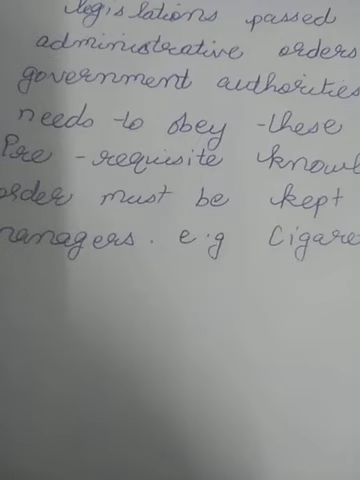 legislations passed
administrative orders
government authorities
needs to obey these
Pre-requisite knowl
order must be kept
managers. e.g Cigare